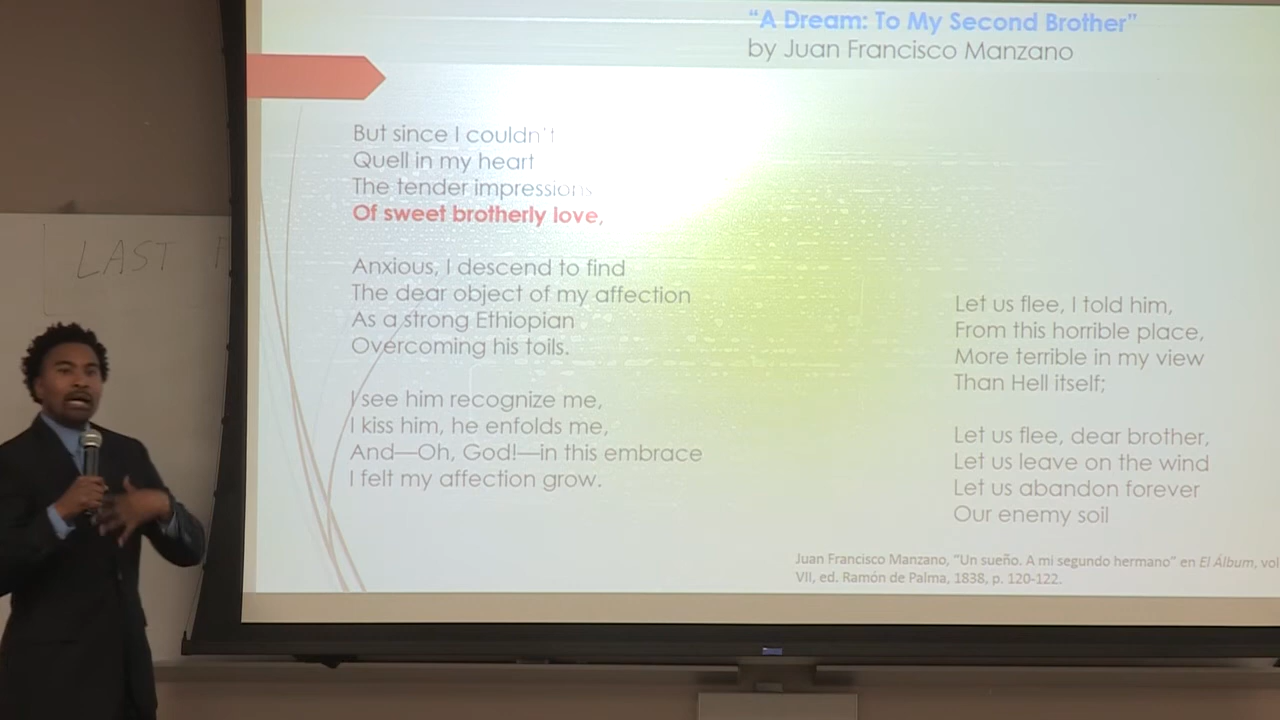 "A Dream: To My Second Brother"
by Juan Francisco Manzano
But since I couldn't
Quell in my heart
The tender impressions
Of sweet brotherly love,
Anxious, I descend to find
The dear object of my affection
As a strong Ethiopian
Overcoming his toils.
I see him recognize me,
I kiss him, he enfolds me,
And—Oh, God!—in this embrace
I felt my affection grow.
Let us flee, I told him,
From this horrible place,
More terrible in my view
Than Hell itself;
Let us flee, dear brother,
Let us leave on the wind
Let us abandon forever
Our enemy soil
Juan Francisco Manzano, "Un sueño. A mi segundo hermano" en El Álbum, vol
VII, ed. Ramón de Palma, 1838, p. 120-122.
LAST